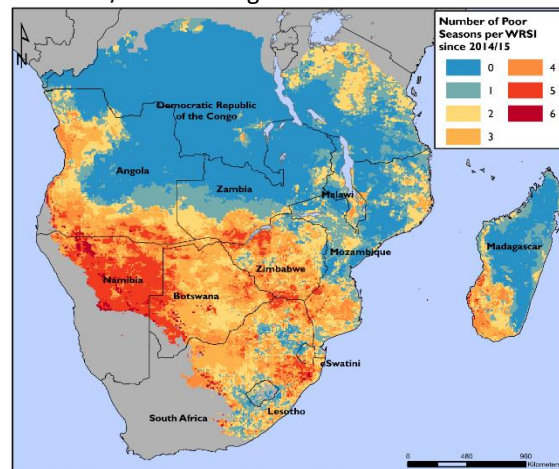 Number of Poor
Seasons per WRSI
since 2014/15
0
4
1
5
2
6
3
N
Democratic Republic
of the Congo
Angola
Zambia
Malawi
Mozambique
Madagascar
Zimbabwe
Namibia
Botswana
eSwatini
South Africa
Lesotho
0
480
960
Kilometers